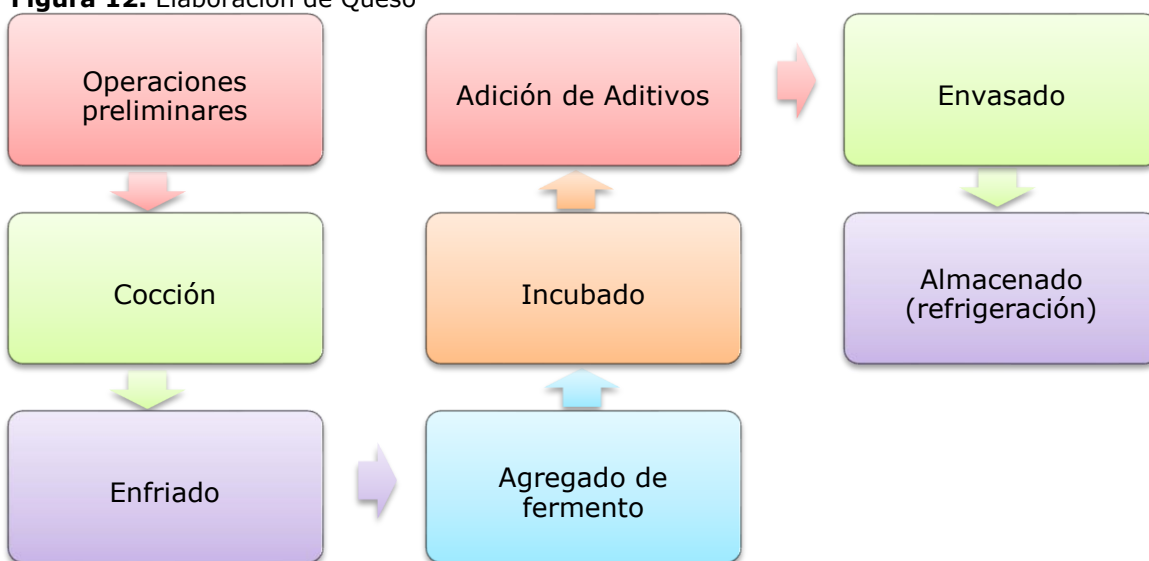 Figura 12. Elaboración de Queso
Operaciones
preliminares
Cocción
Enfriado
Agregado de
fermento
Incubado
Adición de Aditivos
Envasado
Almacenado
(refrigeración)